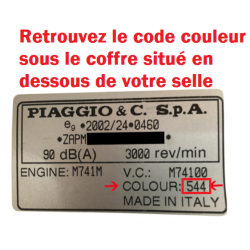 Retrouvez le code couleur
sous le coffre situé en
dessous de votre selle
PIAGGIO & C. S.p.A.
e9 •2002/24•0460
*ZAPM
90 dB(A) 3000 rev/min
ENGINE: M741M V.C.: M74100
COLOUR: 544
MADE IN ITALY